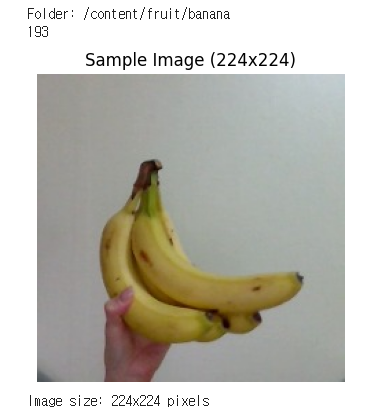 Folder: /content/fruit/banana
193
Sample Image (224x224)
Image size: 224x224 pixels